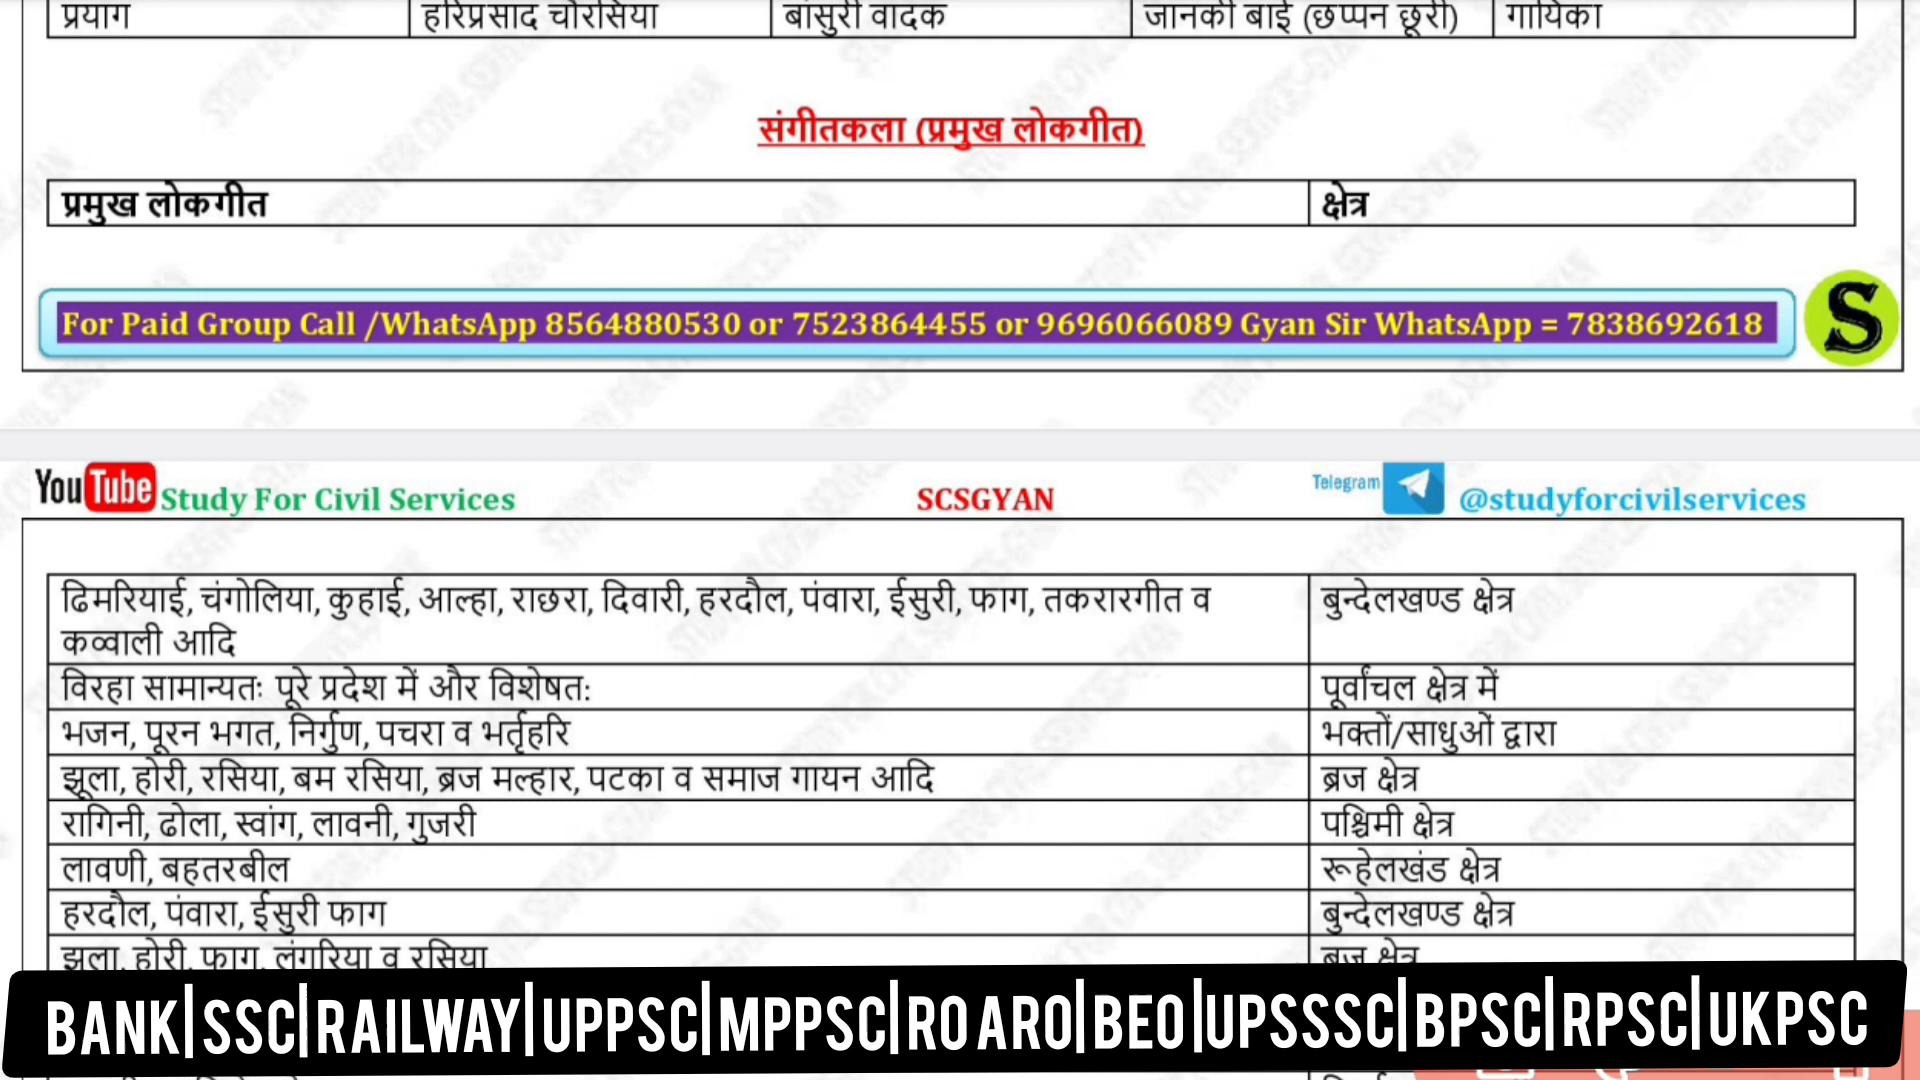 प्रयाग हरिप्रसाद चौरसिया बांसुरी वादक जानकी बाई (छप्पन छूरी) गायिका
संगीतकला (प्रमुख लोकगीत)
प्रमुख लोकगीत क्षेत्र
For Paid Group Call /WhatsApp 8564880530 or 7523864455 or 9696066089 Gyan Sir WhatsApp = 7838692618
S
YouTube Study For Civil Services SCSGYAN Telegram @studyforcivilservices
ढिमरियाई, चंगोलिया, कुहाई, आल्हा, राछरा, दिवारी, हरदौल, पंवारा, ईसुरी, फाग, तकरारगीत व बुन्देलखण्ड क्षेत्र
कव्वाली आदि
विरहा सामान्यतः पूरे प्रदेश में और विशेषत: पूर्वांचल क्षेत्र में
भजन, पूरन भगत, निर्गुण, पचरा व भर्तृहरि भक्तों/साधुओं द्वारा
झूला, होरी, रसिया, बम रसिया, ब्रज मल्हार, पटका व समाज गायन आदि ब्रज क्षेत्र
रागिनी, ढोला, स्वांग, लावनी, गुजरी पश्चिमी क्षेत्र
लावणी, बहतरबील रूहेलखंड क्षेत्र
हरदौल, पंवारा, ईसुरी फाग बुन्देलखण्ड क्षेत्र
झूला, होरी, फाग, लंगुरिया व रसिया ब्रज क्षेत्र
BANK|SSC|RAILWAY|UPPSC|MPPSC|RO ARO|BEO|UPSSSC|BPSC|RPSC|UKPSC